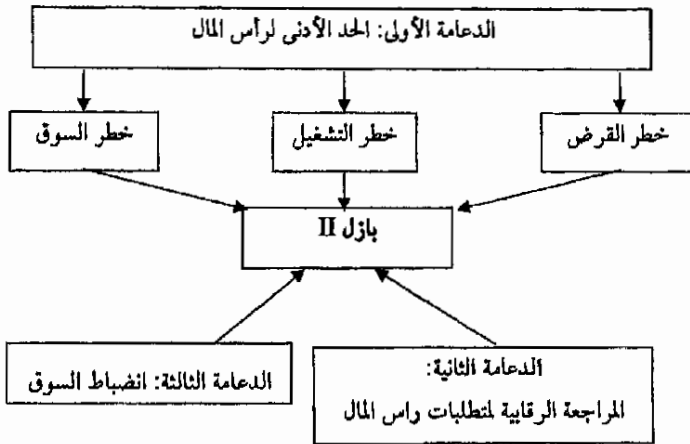 الدعامة الأولى: الحد الأدنى لرأس المال
خطر القرض
خطر التشغيل
خطر السوق
بازل II
الدعامة الثانية:
المراجعة الرقابية لمتطلبات راس المال
الدعامة الثالثة: انضباط السوق